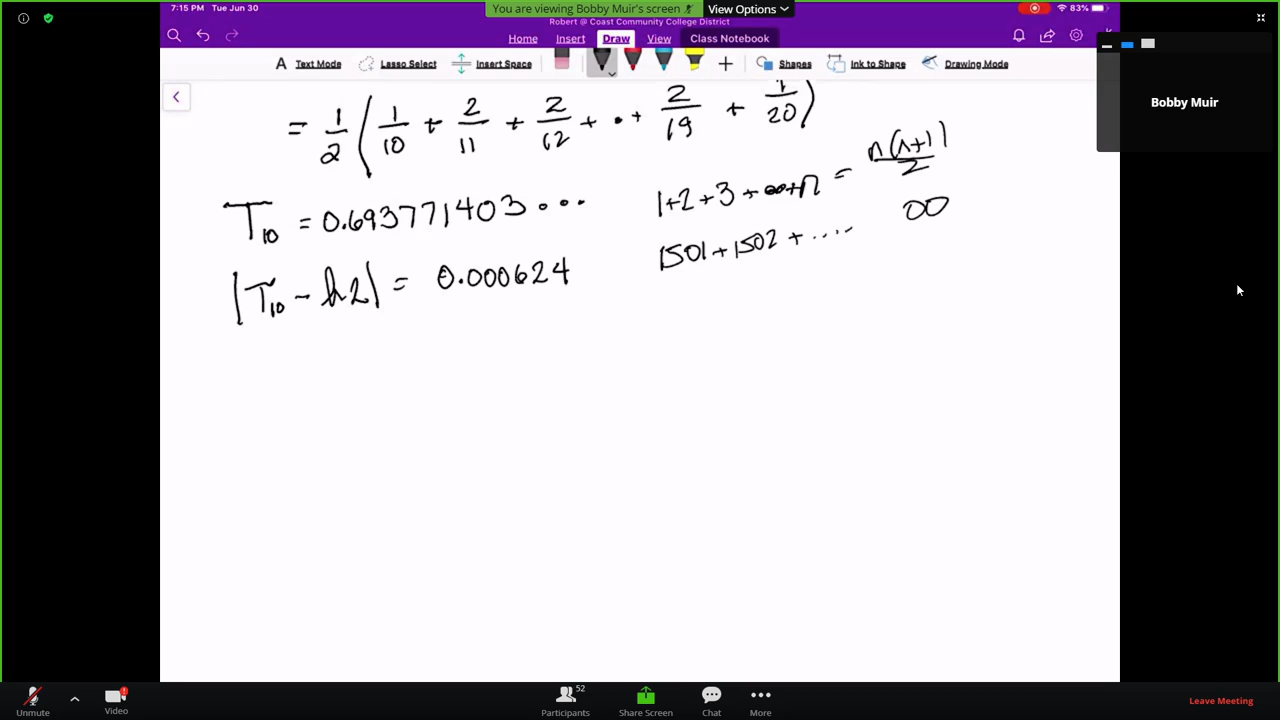 You are viewing Bobby Muir's screen
View Options
7:15 PM Tue Jun 30
83%
Robert @ Coast Community College District
Home Insert Draw View Class Notebook
Text Mode Lasso Select Insert Space Shapes Ink to Shape Drawing Mode
Bobby Muir
= 1/2 ( 1/10 + 2/11 + 2/12 + ·+ 2/19 + 1/20 )
1+2+3+···+n = n(n+1)/2
T10 = 0.693771403...
1501+1502+.... 00
|T10 - ln2| = 0.000624
Unmute Video Participants 52 Share Screen Chat More Leave Meeting